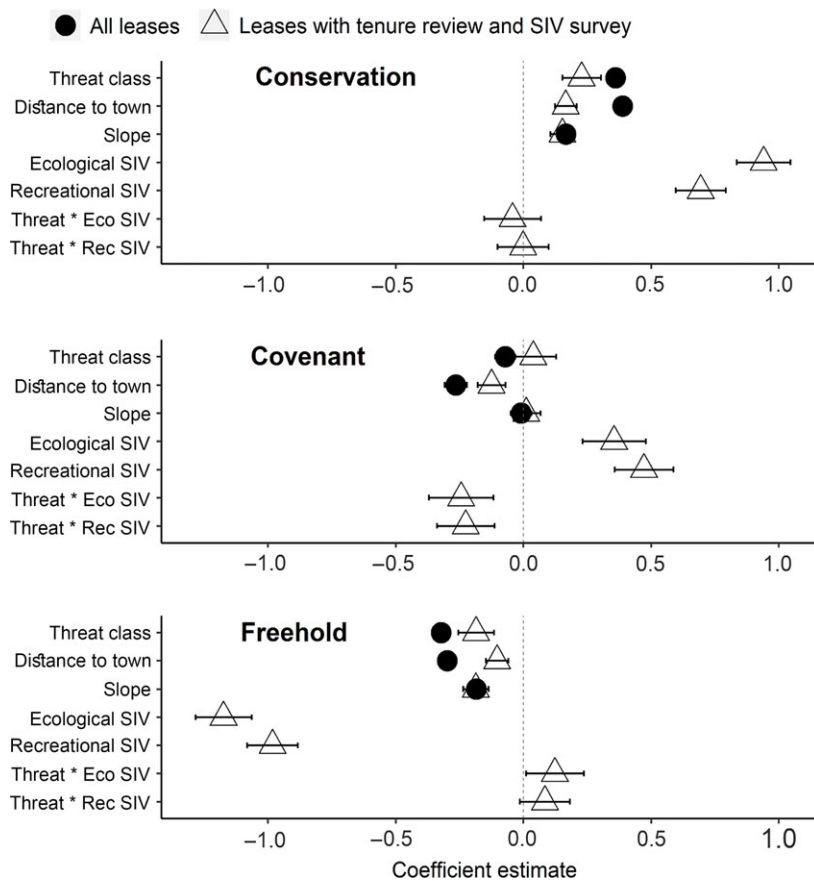 All leases Leases with tenure review and SIV survey
Conservation
Threat class
Distance to town
Slope
Ecological SIV
Recreational SIV
Threat * Eco SIV
Threat * Rec SIV
–1.0 –0.5 0.0 0.5 1.0
Covenant
Threat class
Distance to town
Slope
Ecological SIV
Recreational SIV
Threat * Eco SIV
Threat * Rec SIV
–1.0 –0.5 0.0 0.5 1.0
Freehold
Threat class
Distance to town
Slope
Ecological SIV
Recreational SIV
Threat * Eco SIV
Threat * Rec SIV
–1.0 –0.5 0.0 0.5 1.0
Coefficient estimate